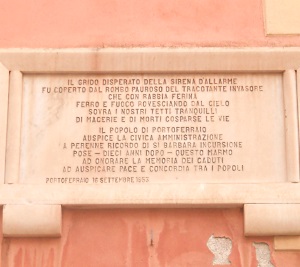 IL GRIDO DISPERATO DELLA SIRENA D'ALLARME
FU COPERTO DAL ROMBO PAUROSO DEL TRACOTANTE INVASORE
CHE CON RABBIA FERINA
FERRO E FUOCO ROVESCIANDO DAL CIELO
SOVRA I NOSTRI TETTI TRANQUILLI
DI MACERIE E DI MORTI COSPARSE LE VIE
IL POPOLO DI PORTOFERRAIO
AUSPICE LA CIVICA AMMINISTRAZIONE
A PERENNE RICORDO DI SI BARBARA INCURSIONE
POSE - DIECI ANNI DOPO - QUESTO MARMO
AD ONORARE LA MEMORIA DEI CADUTI
AD AUSPICARE PACE E CONCORDIA TRA I POPOLI
PORTOFERRAIO 16 SETTEMBRE 1953